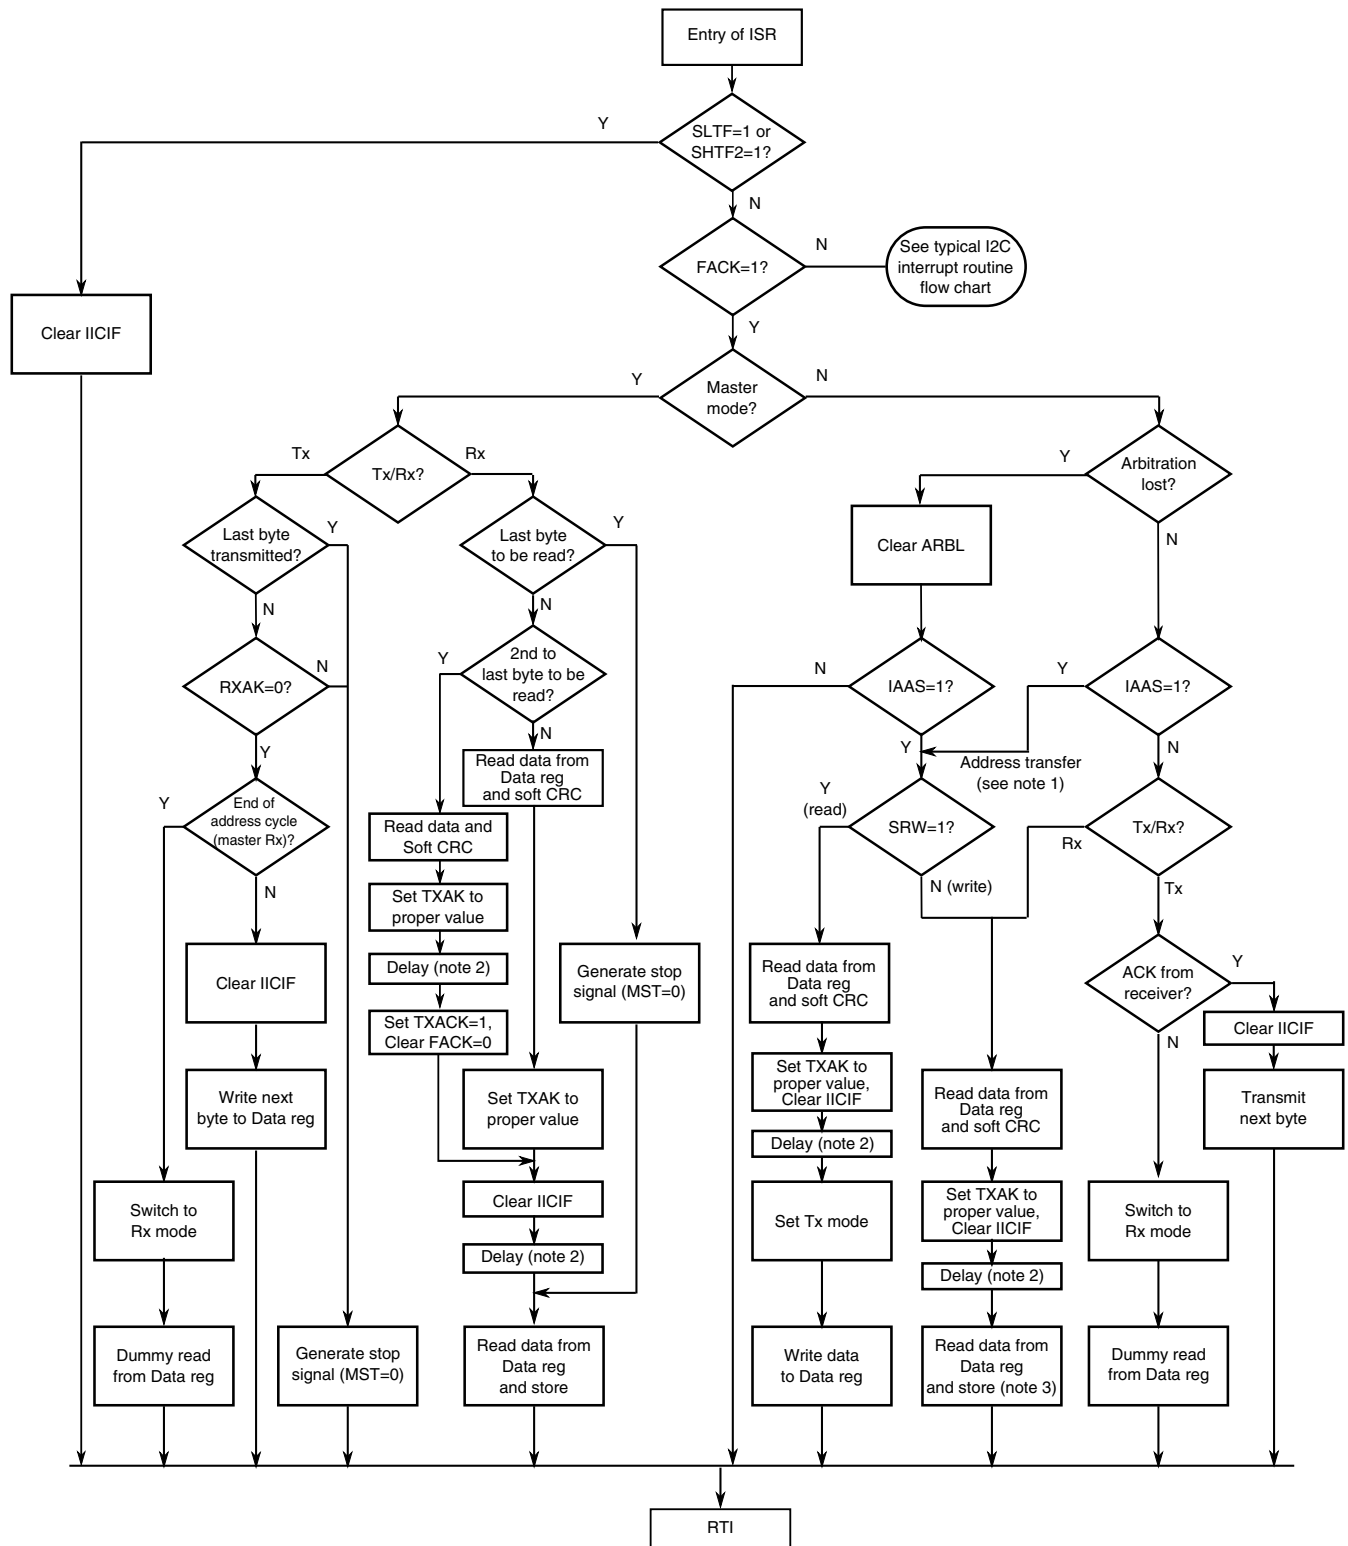 Entry of ISR
Y
SLTF=1 or
SHTF2=1?
N
FACK=1?
N
See typical I2C
interrupt routine
flow chart
Clear IICIF
Y
Y
Master
mode?
N
Tx
Tx/Rx?
Rx
Y
Arbitration
lost?
Last byte
transmitted?
Y
Last byte
to be read?
Y
Clear ARBL
N
N
N
RXAK=0?
N
Y
2nd to
last byte to be
read?
N
IAAS=1?
Y
IAAS=1?
Y
N
Read data from
Data reg
and soft CRC
Y
Address transfer
(see note 1)
N
Y
End of
address cycle
(master Rx)?
Y
(read)
SRW=1?
Rx
Tx/Rx?
Read data and
Soft CRC
N
Set TXAK to
proper value
N (write)
Tx
Clear IICIF
Delay (note 2)
Generate stop
signal (MST=0)
Read data from
Data reg
and soft CRC
ACK from
receiver?
Y
Set TXACK=1,
Clear FACK=0
N
Clear IICIF
Write next
byte to Data reg
Set TXAK to
proper value
Set TXAK to
proper value,
Clear IICIF
Read data from
Data reg
and soft CRC
Transmit
next byte
Delay (note 2)
Switch to
Rx mode
Clear IICIF
Set Tx mode
Set TXAK to
proper value,
Clear IICIF
Switch to
Rx mode
Delay (note 2)
Delay (note 2)
Dummy read
from Data reg
Generate stop
signal (MST=0)
Read data from
Data reg
and store
Write data
to Data reg
Read data from
Data reg
and store (note 3)
Dummy read
from Data reg
RTI